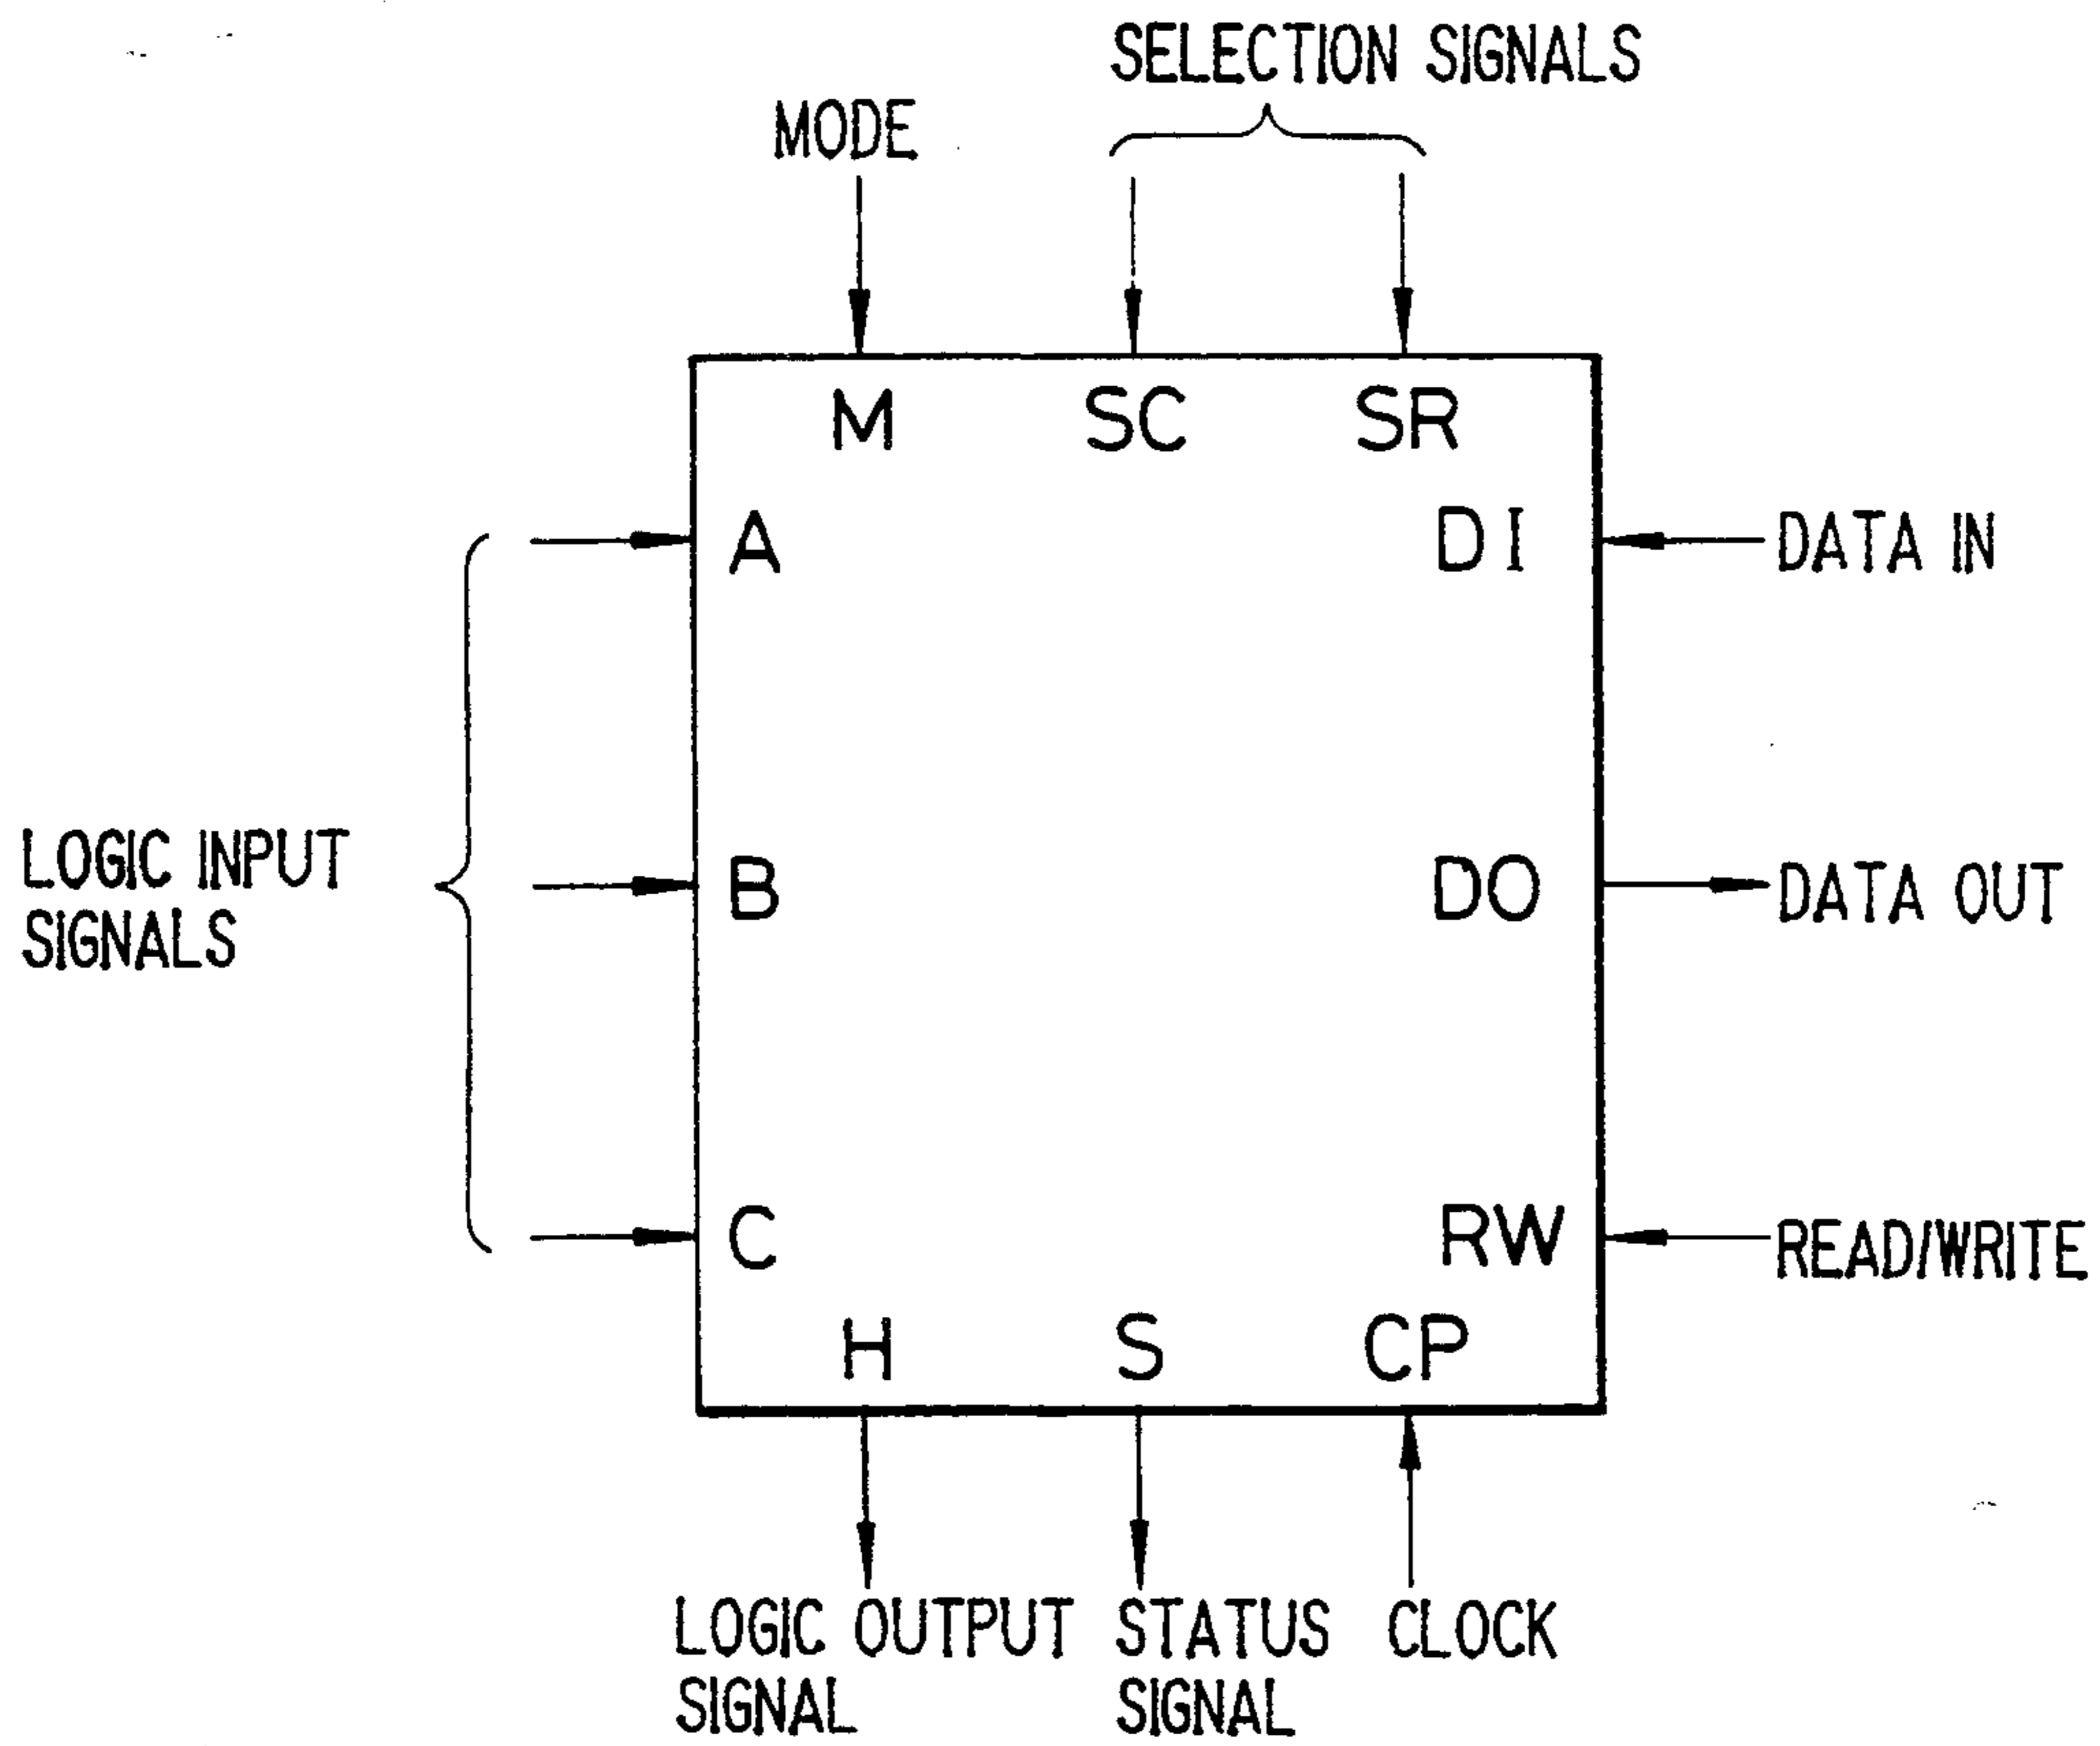 SELECTION SIGNALS
MODE
M SC SR
A DI DATA IN
LOGIC INPUT
SIGNALS
B DO DATA OUT
C RW READ/WRITE
H S CP
LOGIC OUTPUT
SIGNAL
STATUS
SIGNAL
CLOCK